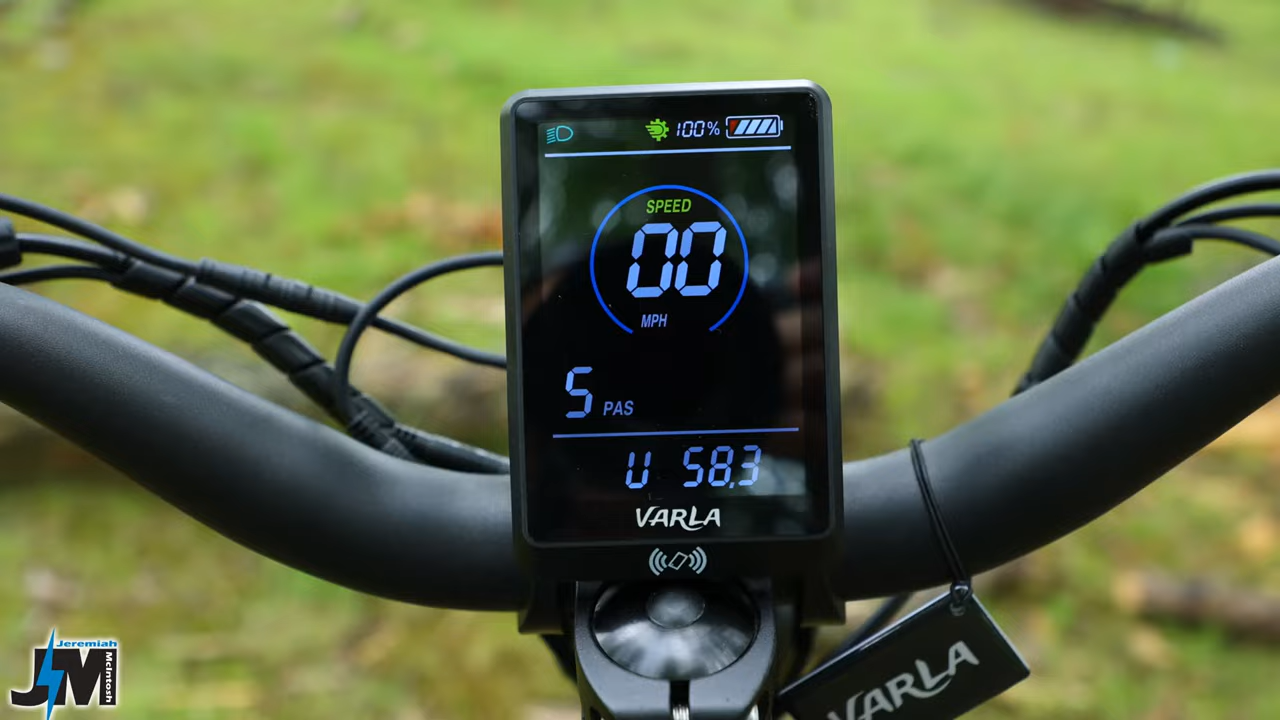 100%
SPEED
00
MPH
5 PAS
U 58.3
VARLA
VARLA
Jeremiah
McIntosh
JM